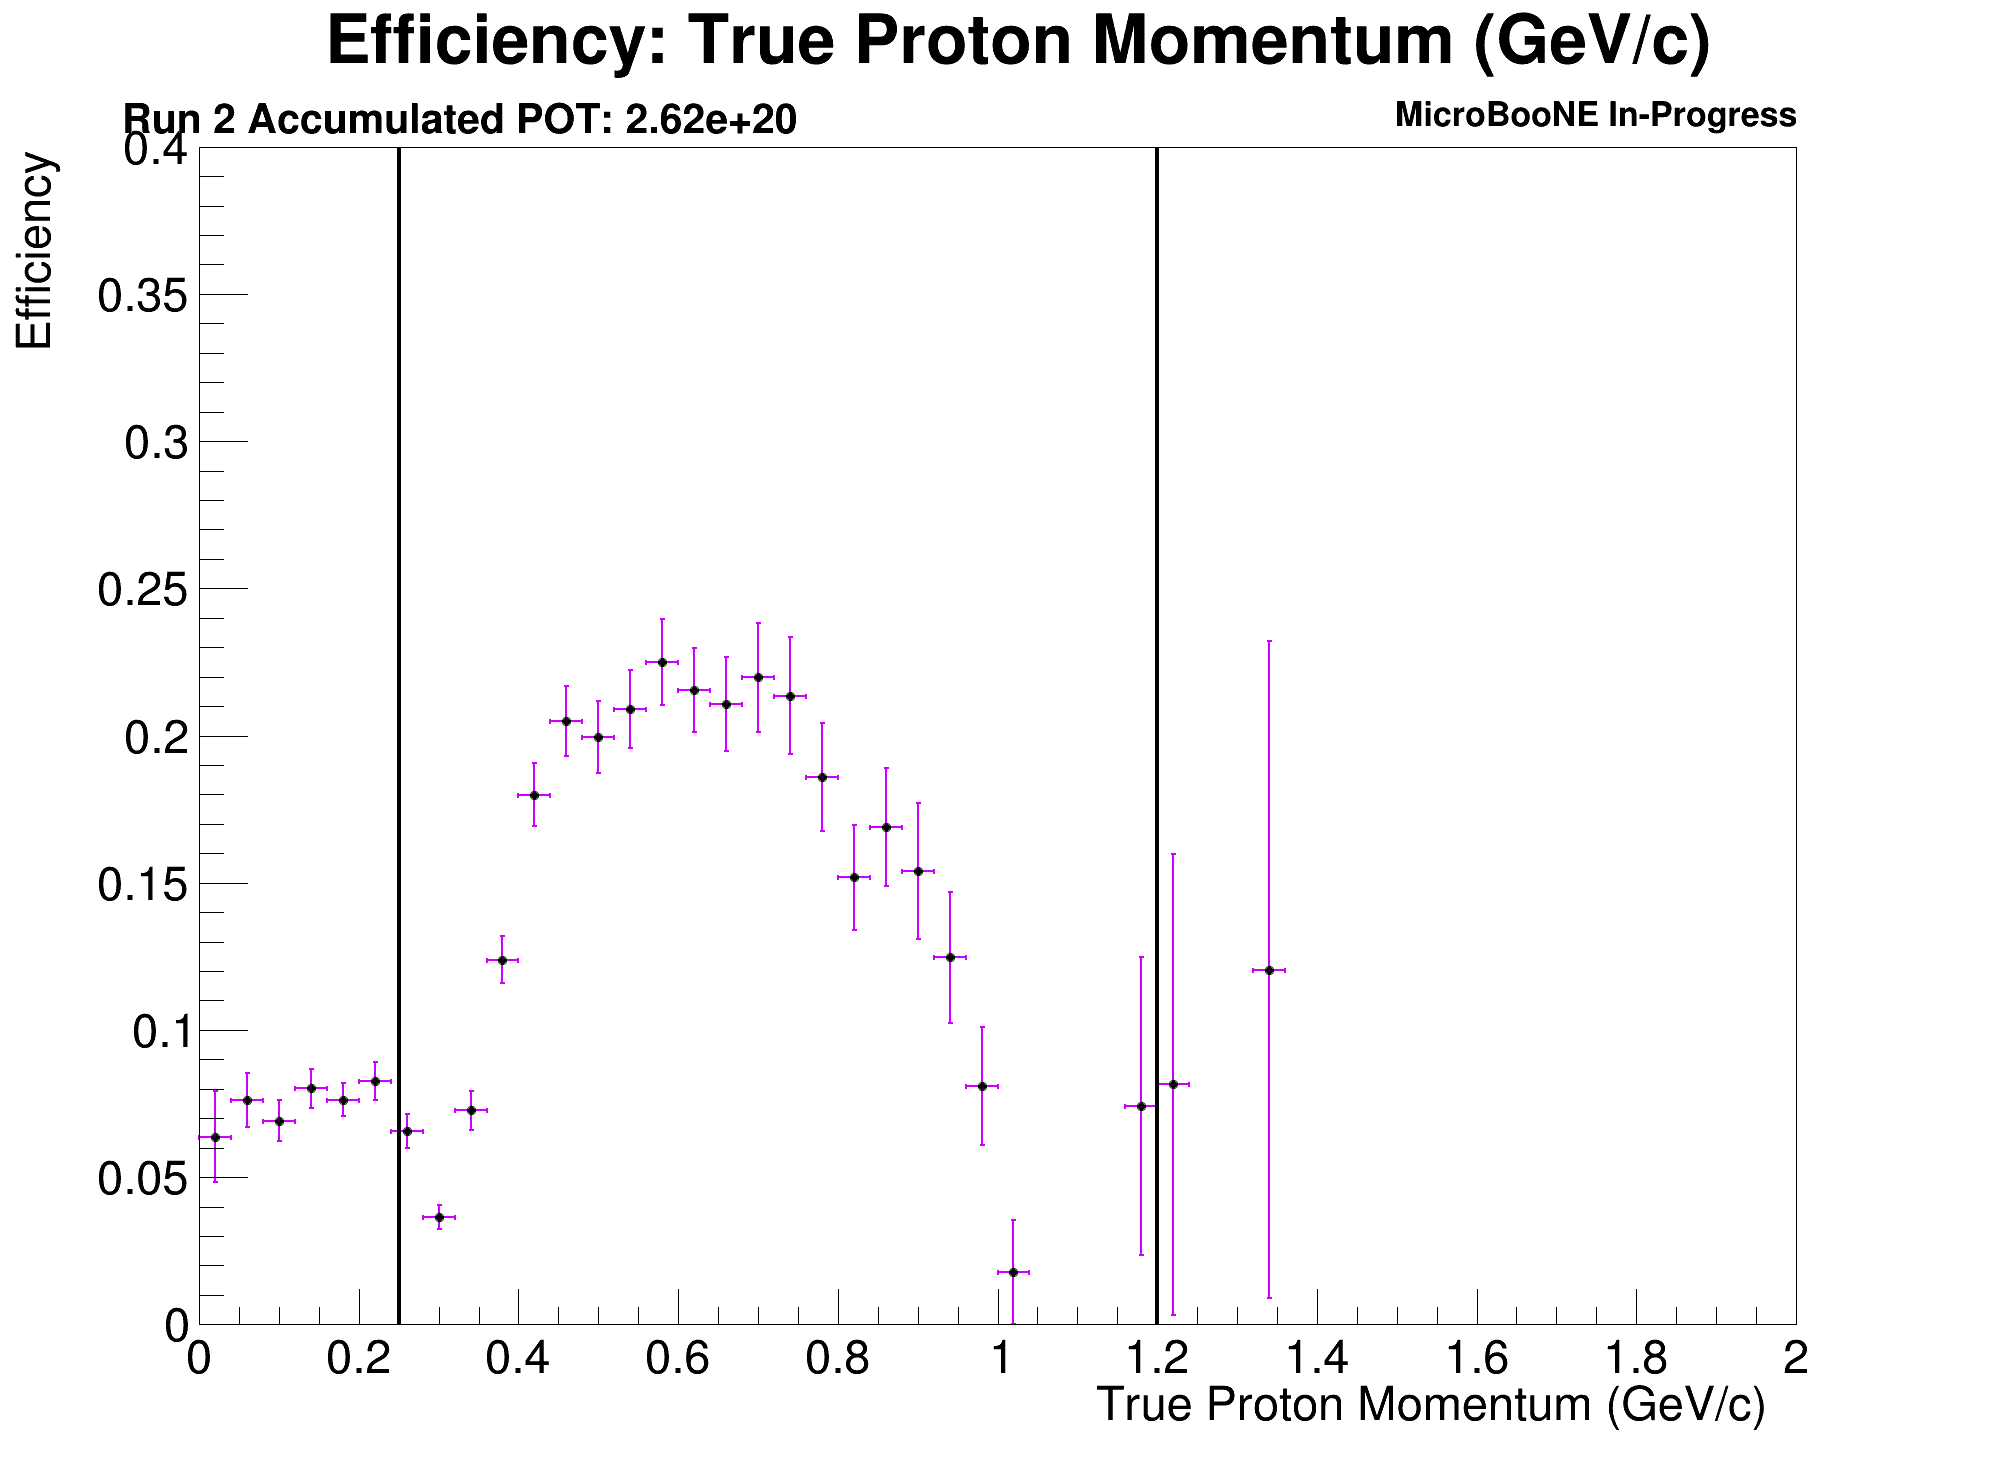 Efficiency: True Proton Momentum (GeV/c)
Run 2 Accumulated POT: 2.62e+20
MicroBooNE In-Progress
Efficiency
0.4
0.35
0.3
0.25
0.2
0.15
0.1
0.05
0
0 0.2 0.4 0.6 0.8 1 1.2 1.4 1.6 1.8 2
True Proton Momentum (GeV/c)